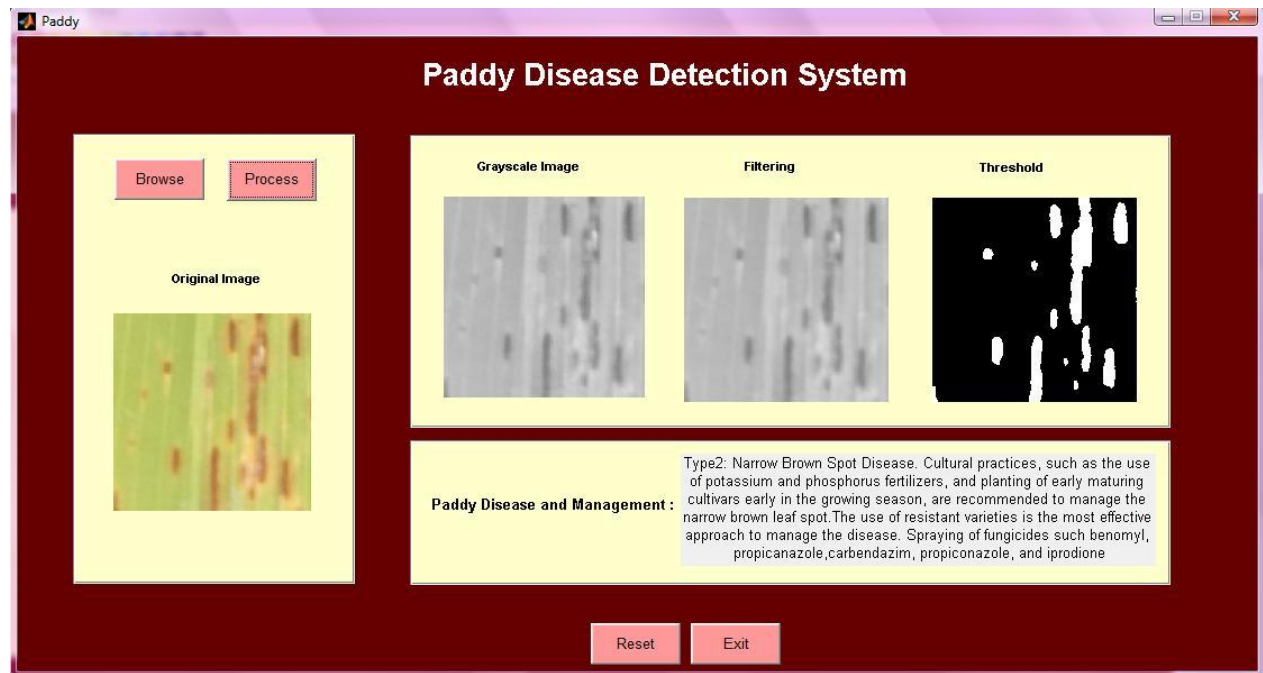 Paddy
Paddy Disease Detection System
Browse
Process
Original Image
Grayscale Image
Filtering
Threshold
Paddy Disease and Management :
Type2: Narrow Brown Spot Disease. Cultural practices, such as the use
of potassium and phosphorus fertilizers, and planting of early maturing
cultivars early in the growing season, are recommended to manage the
narrow brown leaf spot.The use of resistant varieties is the most effective
approach to manage the disease. Spraying of fungicides such benomyl,
propicanazole,carbendazim, propiconazole, and iprodione
Reset
Exit